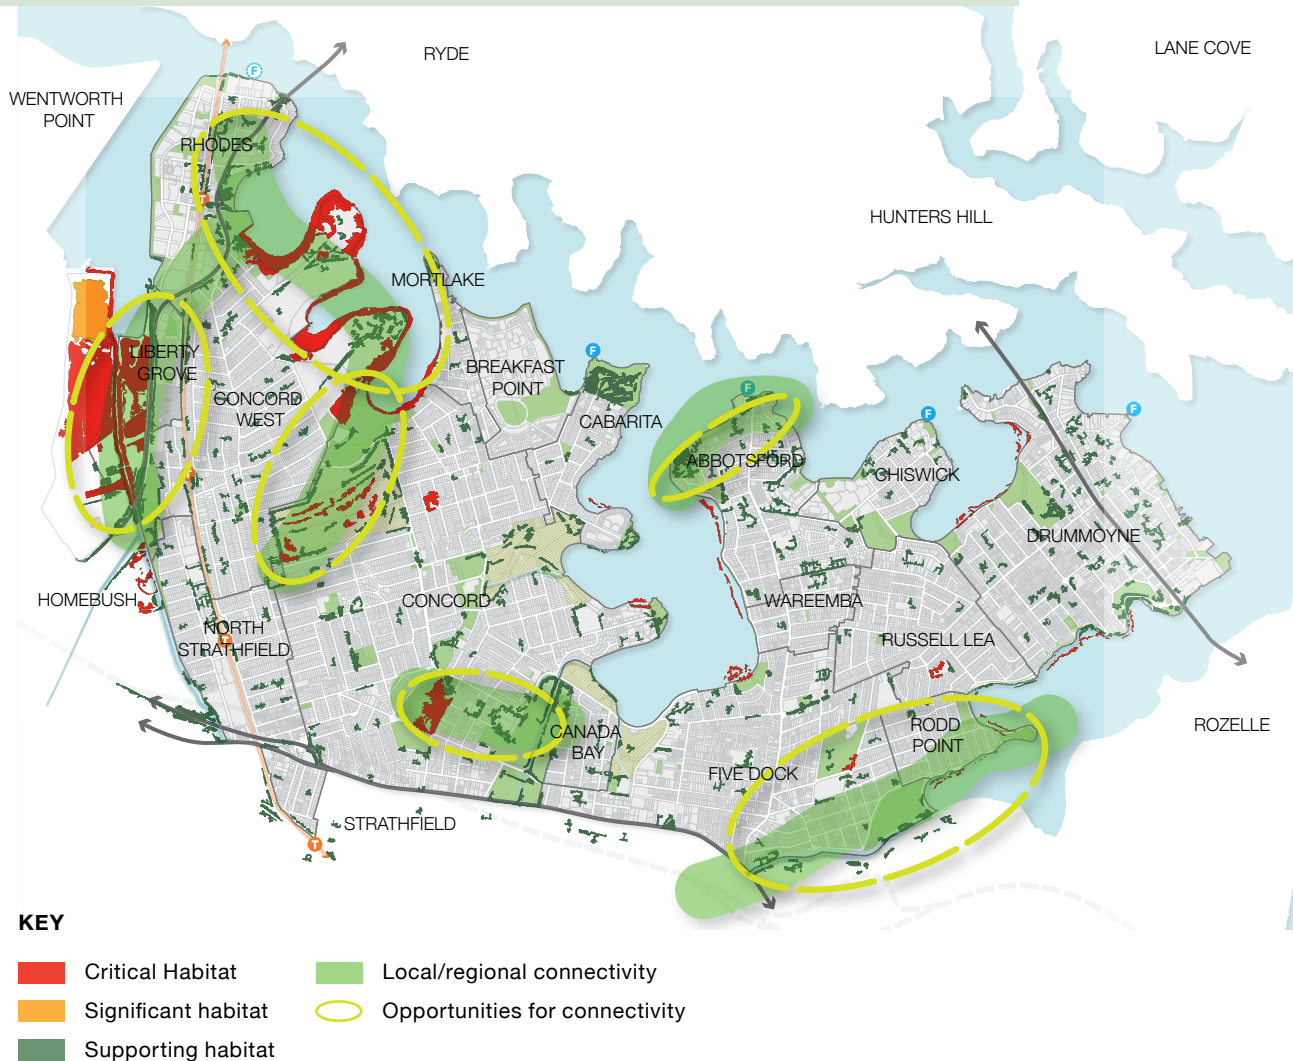 RYDE
LANE COVE
WENTWORTH
POINT
F
RHODES
T
HUNTERS HILL
MORTLAKE
LIBERTY
GROVE
F
BREAKFAST
POINT
CONCORD
WEST
F
CABARITA
F
F
ABBOTSFORD
CHISWICK
T
DRUMMOYNE
HOMEBUSH
CONCORD
WAREEMBA
T
NORTH
STRATHFIELD
RUSSELL LEA
CANADA
BAY
RODD
POINT
ROZELLE
FIVE DOCK
STRATHFIELD
T
KEY
Critical Habitat
Local/regional connectivity
Significant habitat
Opportunities for connectivity
Supporting habitat